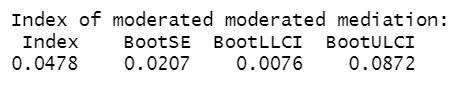 Index of moderated moderated mediation:
Index BootSE BootLLCI BootULCI
0.0478 0.0207 0.0076 0.0872